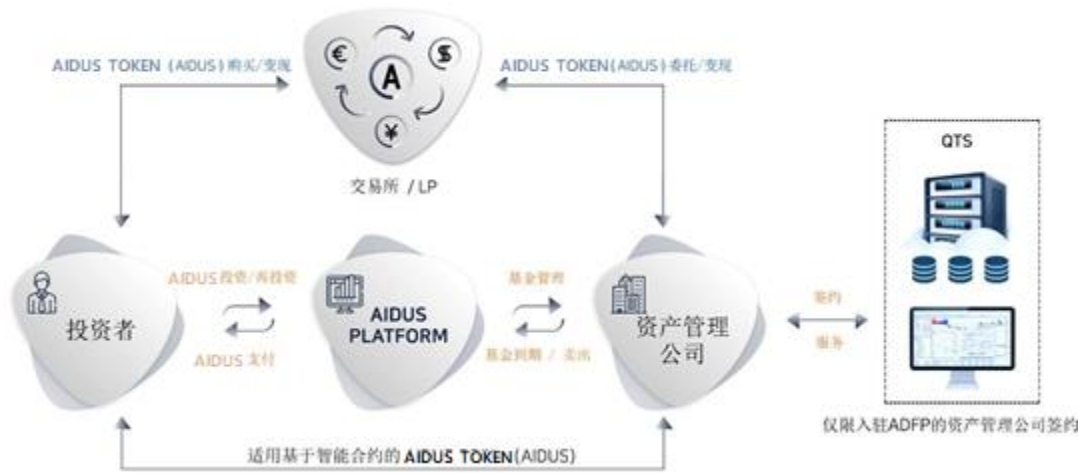 AIDUS TOKEN (AIDUS) 购买/变现
AIDUS TOKEN(AIDUS)委托/变现
€
$
A
¥
交易所 / LP
QTS
投资者
AIDUS 投资/再投资
AIDUS 支付
AIDUS
PLATFORM
基金管理
基金到期 / 卖出
资产管理
公司
签约
服务
仅限入驻ADFP的资产管理公司签约
适用基于智能合约的 AIDUS TOKEN(AIDUS)